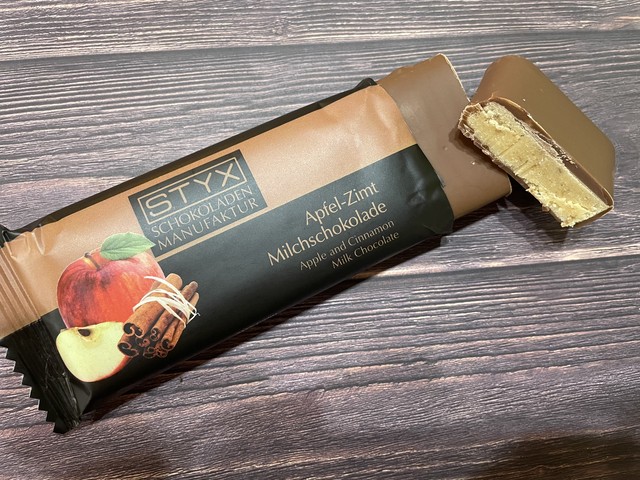 STYX
SCHOKOLADEN
MANUFAKTUR
Apfel-Zimt
Milchschokolade
Apple and Cinnamon
Milk Chocolate